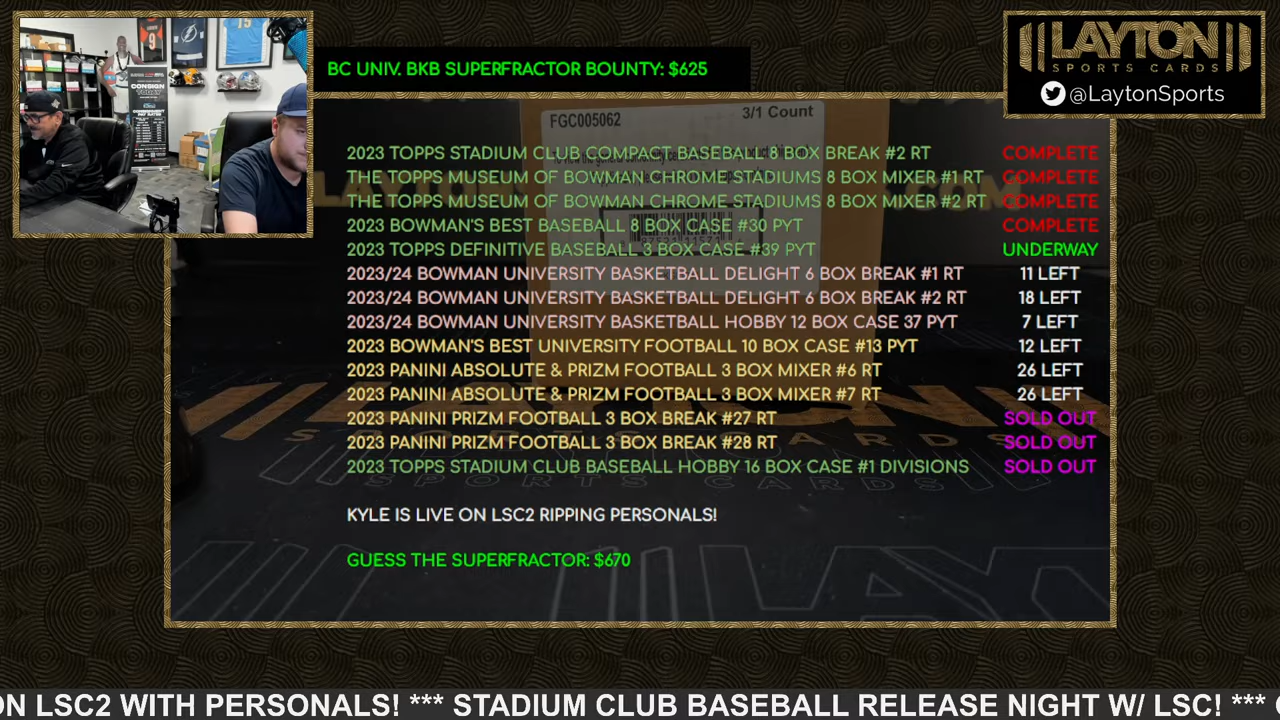 BC UNIV. BKB SUPERFRACTOR BOUNTY: $625
LAYTON
SPORTS CARDS
@LaytonSports
FGC005062 3/1 Count
2023 TOPPS STADIUM CLUB COMPACT BASEBALL 8 BOX BREAK #2 RT COMPLETE
THE TOPPS MUSEUM OF BOWMAN CHROME STADIUMS 8 BOX MIXER #1 RT COMPLETE
THE TOPPS MUSEUM OF BOWMAN CHROME STADIUMS 8 BOX MIXER #2 RT COMPLETE
2023 BOWMAN'S BEST BASEBALL 8 BOX CASE #30 PYT COMPLETE
2023 TOPPS DEFINITIVE BASEBALL 3 BOX CASE #39 PYT UNDERWAY
2023/24 BOWMAN UNIVERSITY BASKETBALL DELIGHT 6 BOX BREAK #1 RT 11 LEFT
2023/24 BOWMAN UNIVERSITY BASKETBALL DELIGHT 6 BOX BREAK #2 RT 18 LEFT
2023/24 BOWMAN UNIVERSITY BASKETBALL HOBBY 12 BOX CASE 37 PYT 7 LEFT
2023 BOWMAN'S BEST UNIVERSITY FOOTBALL 10 BOX CASE #13 PYT 12 LEFT
2023 PANINI ABSOLUTE & PRIZM FOOTBALL 3 BOX MIXER #6 RT 26 LEFT
2023 PANINI ABSOLUTE & PRIZM FOOTBALL 3 BOX MIXER #7 RT 26 LEFT
2023 PANINI PRIZM FOOTBALL 3 BOX BREAK #27 RT SOLD OUT
2023 PANINI PRIZM FOOTBALL 3 BOX BREAK #28 RT SOLD OUT
2023 TOPPS STADIUM CLUB BASEBALL HOBBY 16 BOX CASE #1 DIVISIONS SOLD OUT
KYLE IS LIVE ON LSC2 RIPPING PERSONALS!
GUESS THE SUPERFRACTOR: $670
ON LSC2 WITH PERSONALS! *** STADIUM CLUB BASEBALL RELEASE NIGHT W/ LSC! ***